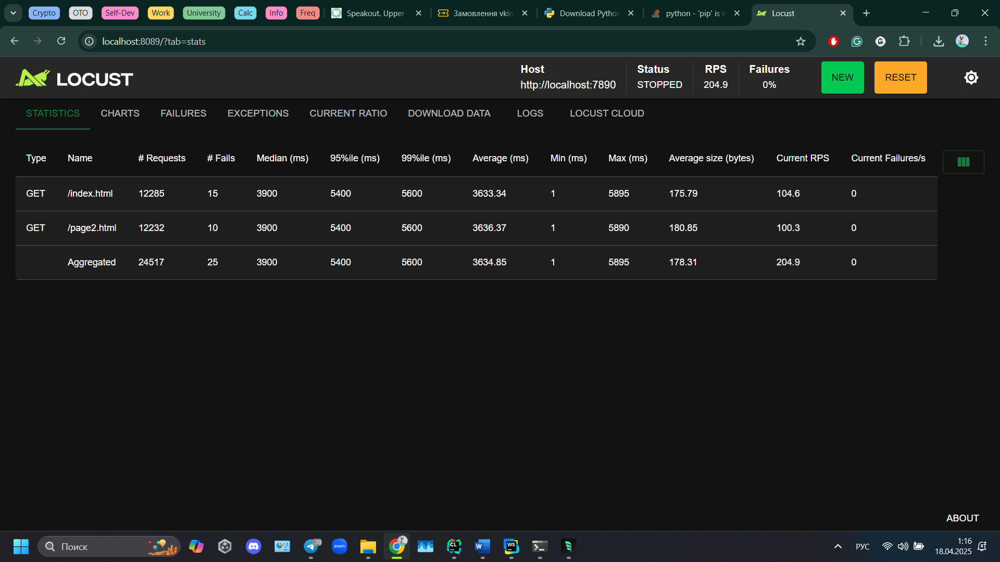 Crypto OTO Self-Dev Work University Calc Info Freq Speakout. Upper- Замовлення vkin Download Python python - 'pip' is n Locust
localhost:8089/?tab=stats
LOCUST
Host
http://localhost:7890
Status
STOPPED
RPS
204.9
Failures
0%
NEW
RESET
STATISTICS CHARTS FAILURES EXCEPTIONS CURRENT RATIO DOWNLOAD DATA LOGS LOCUST CLOUD
Type Name # Requests # Fails Median (ms) 95%ile (ms) 99%ile (ms) Average (ms) Min (ms) Max (ms) Average size (bytes) Current RPS Current Failures/s
GET /index.html 12285 15 3900 5400 5600 3633.34 1 5895 175.79 104.6 0
GET /page2.html 12232 10 3900 5400 5600 3636.37 1 5890 180.85 100.3 0
Aggregated 24517 25 3900 5400 5600 3634.85 1 5895 178.31 204.9 0
ABOUT
Поиск
70
zoom
CL
W
WS
РУС
1:16
18.04.2025